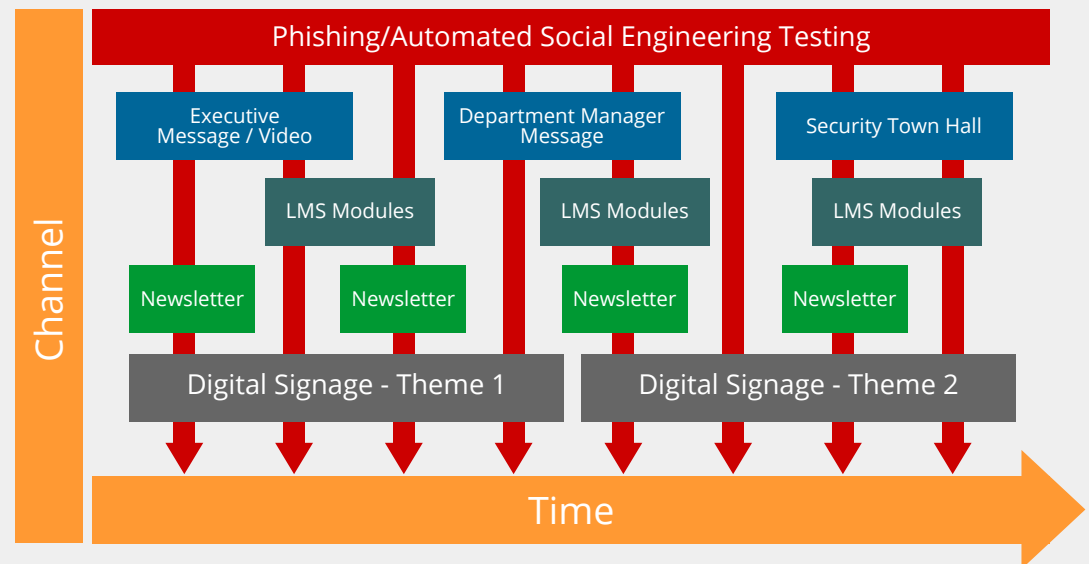 Channel
Phishing/Automated Social Engineering Testing
Executive
Message / Video
Department Manager
Message
Security Town Hall
LMS Modules
LMS Modules
LMS Modules
Newsletter
Newsletter
Newsletter
Newsletter
Digital Signage - Theme 1
Digital Signage - Theme 2
Time